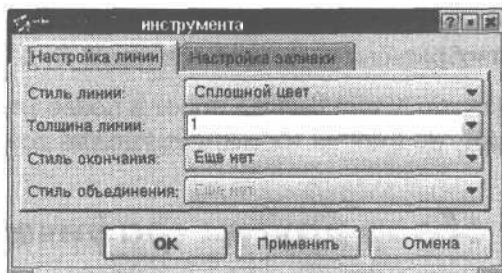 инструмента
Настройка линии Настройка заливки
Стиль линии: Сплошной цвет
Толщина линии: 1
Стиль окончания: Еще нет
Стиль объединения: Еще нет
ОК Применить Отмена